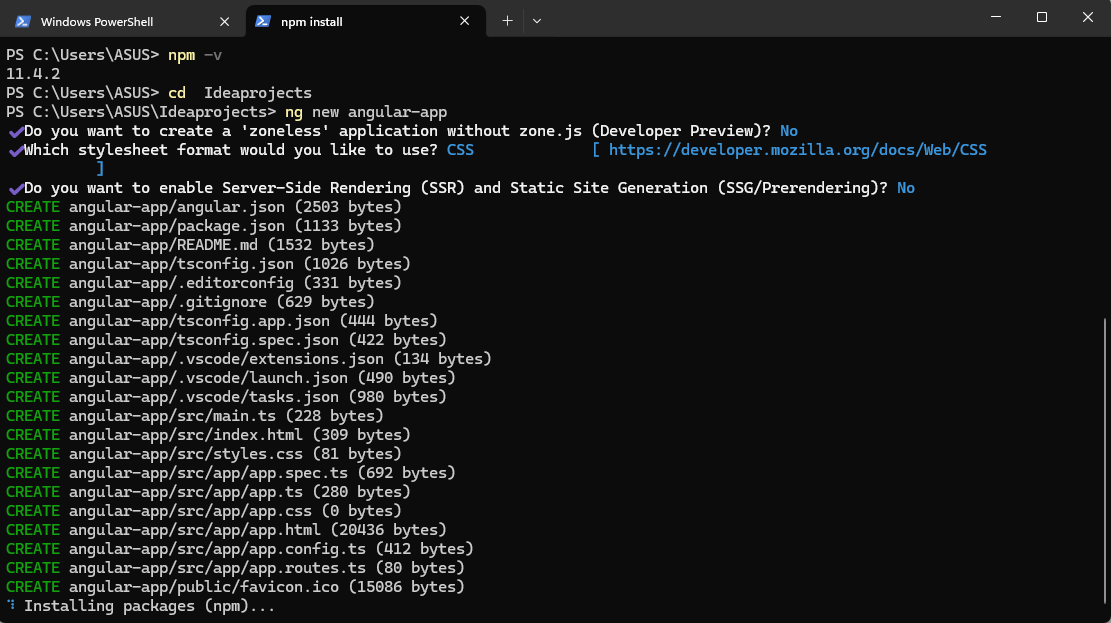 Windows PowerShell
npm install
PS C:\Users\ASUS> npm -v
11.4.2
PS C:\Users\ASUS> cd  Ideaprojects
PS C:\Users\ASUS\Ideaprojects> ng new angular-app
✔Do you want to create a 'zoneless' application without zone.js (Developer Preview)? No
✔Which stylesheet format would you like to use? CSS             [ https://developer.mozilla.org/docs/Web/CSS
          ]
✔Do you want to enable Server-Side Rendering (SSR) and Static Site Generation (SSG/Prerendering)? No
CREATE angular-app/angular.json (2503 bytes)
CREATE angular-app/package.json (1133 bytes)
CREATE angular-app/README.md (1532 bytes)
CREATE angular-app/tsconfig.json (1026 bytes)
CREATE angular-app/.editorconfig (331 bytes)
CREATE angular-app/.gitignore (629 bytes)
CREATE angular-app/tsconfig.app.json (444 bytes)
CREATE angular-app/tsconfig.spec.json (422 bytes)
CREATE angular-app/.vscode/extensions.json (134 bytes)
CREATE angular-app/.vscode/launch.json (490 bytes)
CREATE angular-app/.vscode/tasks.json (980 bytes)
CREATE angular-app/src/main.ts (228 bytes)
CREATE angular-app/src/index.html (309 bytes)
CREATE angular-app/src/styles.css (81 bytes)
CREATE angular-app/src/app/app.spec.ts (692 bytes)
CREATE angular-app/src/app/app.ts (280 bytes)
CREATE angular-app/src/app/app.css (0 bytes)
CREATE angular-app/src/app/app.html (20436 bytes)
CREATE angular-app/src/app/app.config.ts (412 bytes)
CREATE angular-app/src/app/app.routes.ts (80 bytes)
CREATE angular-app/public/favicon.ico (15086 bytes)
Installing packages (npm)...